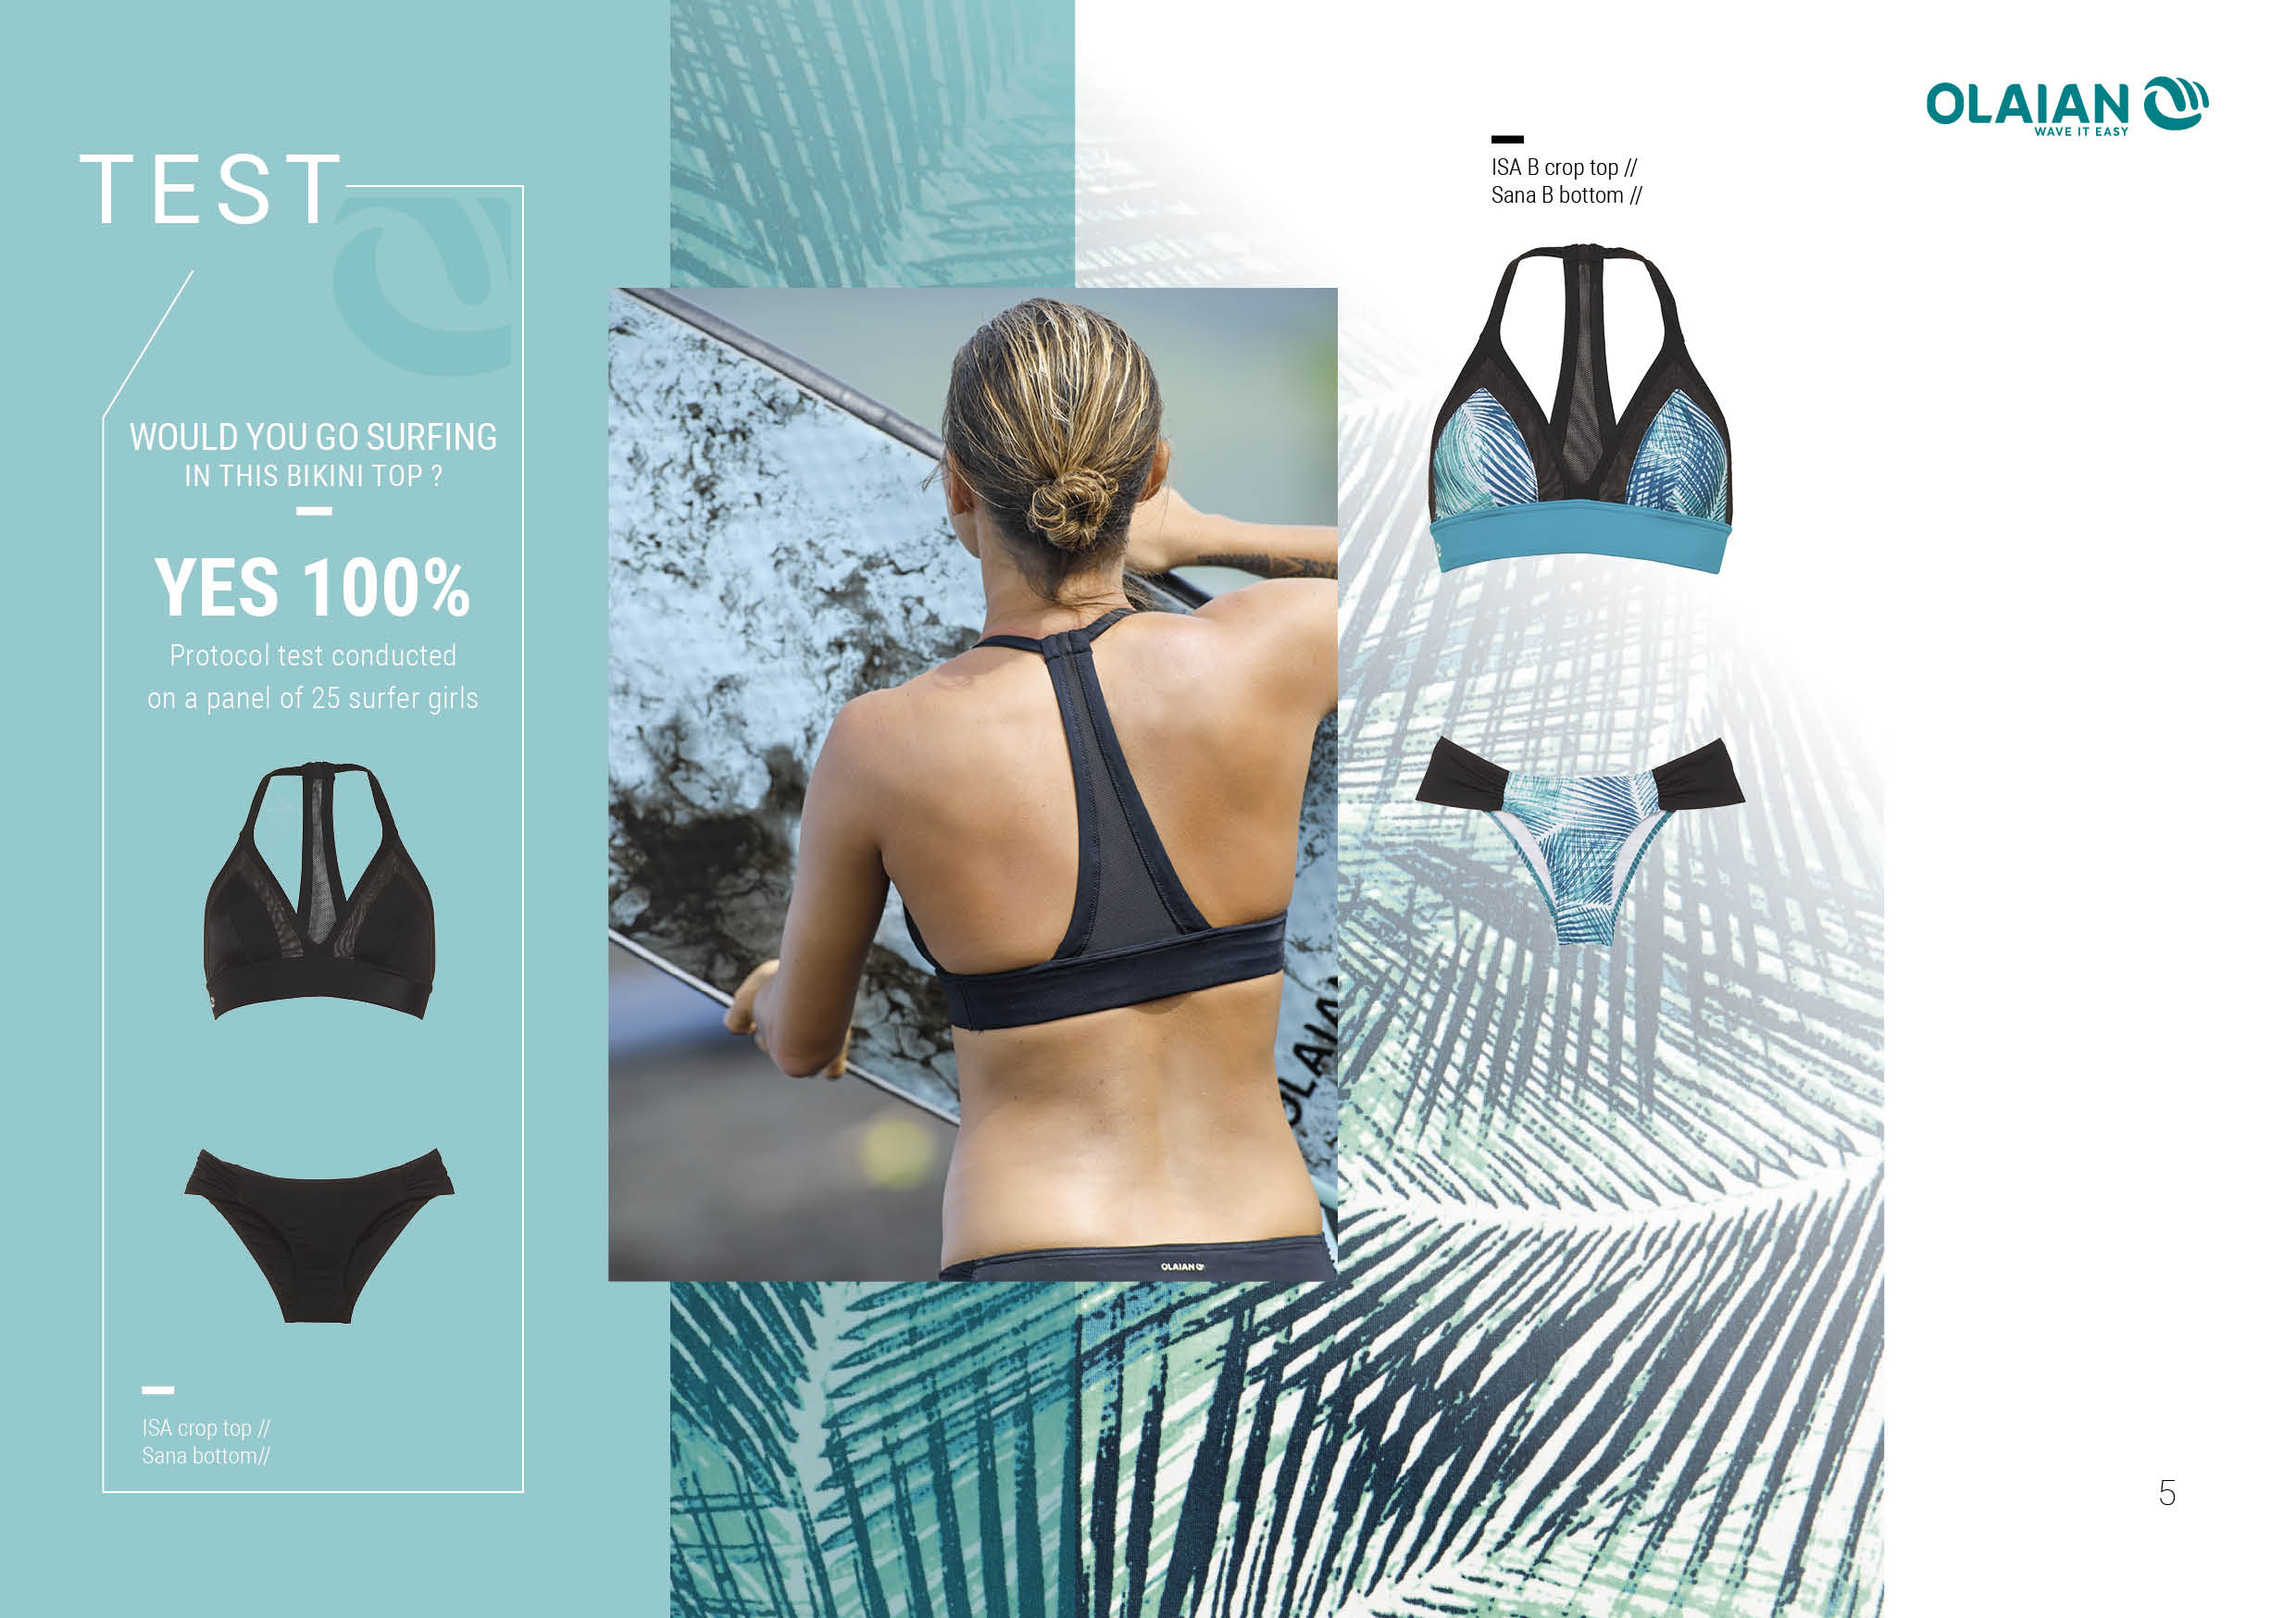 TEST
WOULD YOU GO SURFING
IN THIS BIKINI TOP ?
YES 100%
Protocol test conducted
on a panel of 25 surfer girls
ISA crop top //
Sana bottom//
OLAIAN
OLAIAN
ISA B crop top //
Sana B bottom //
OLAIAN
WAVE IT EASY
5